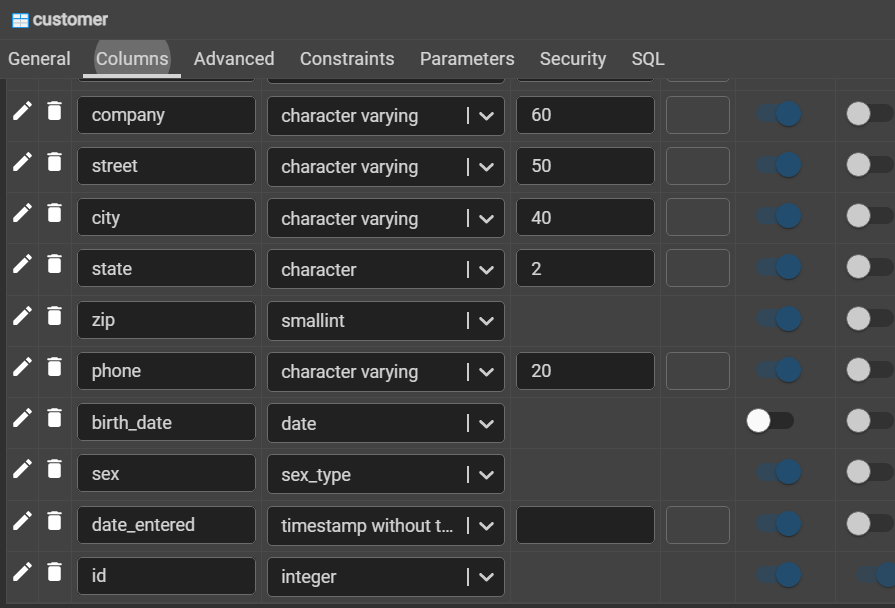 customer
General Columns Advanced Constraints Parameters Security SQL
company character varying 60
street character varying 50
city character varying 40
state character 2
zip smallint
phone character varying 20
birth_date date
sex sex_type
date_entered timestamp without t...
id integer